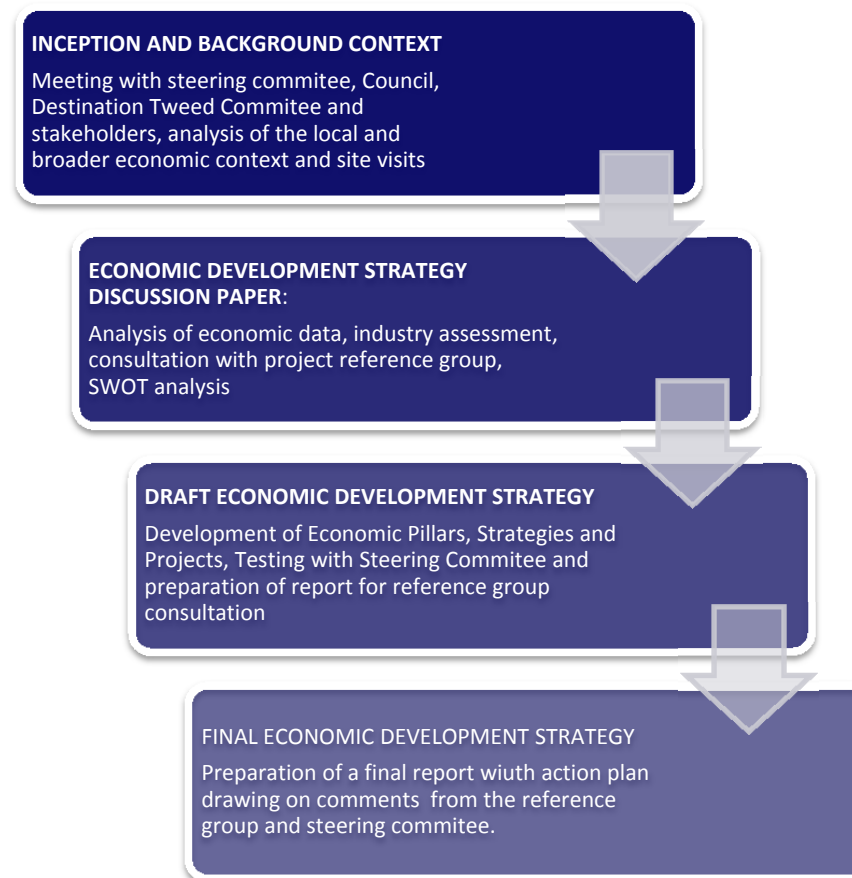 INCEPTION AND BACKGROUND CONTEXT
Meeting with steering commitee, Council,
Destination Tweed Commitee and
stakeholders, analysis of the local and
broader economic context and site visits
ECONOMIC DEVELOPMENT STRATEGY
DISCUSSION PAPER:
Analysis of economic data, industry assessment,
consultation with project reference group,
SWOT analysis
DRAFT ECONOMIC DEVELOPMENT STRATEGY
Development of Economic Pillars, Strategies and
Projects, Testing with Steering Commitee and
preparation of report for reference group
consultation
FINAL ECONOMIC DEVELOPMENT STRATEGY
Preparation of a final report wiuth action plan
drawing on comments  from the reference
group and steering commitee.